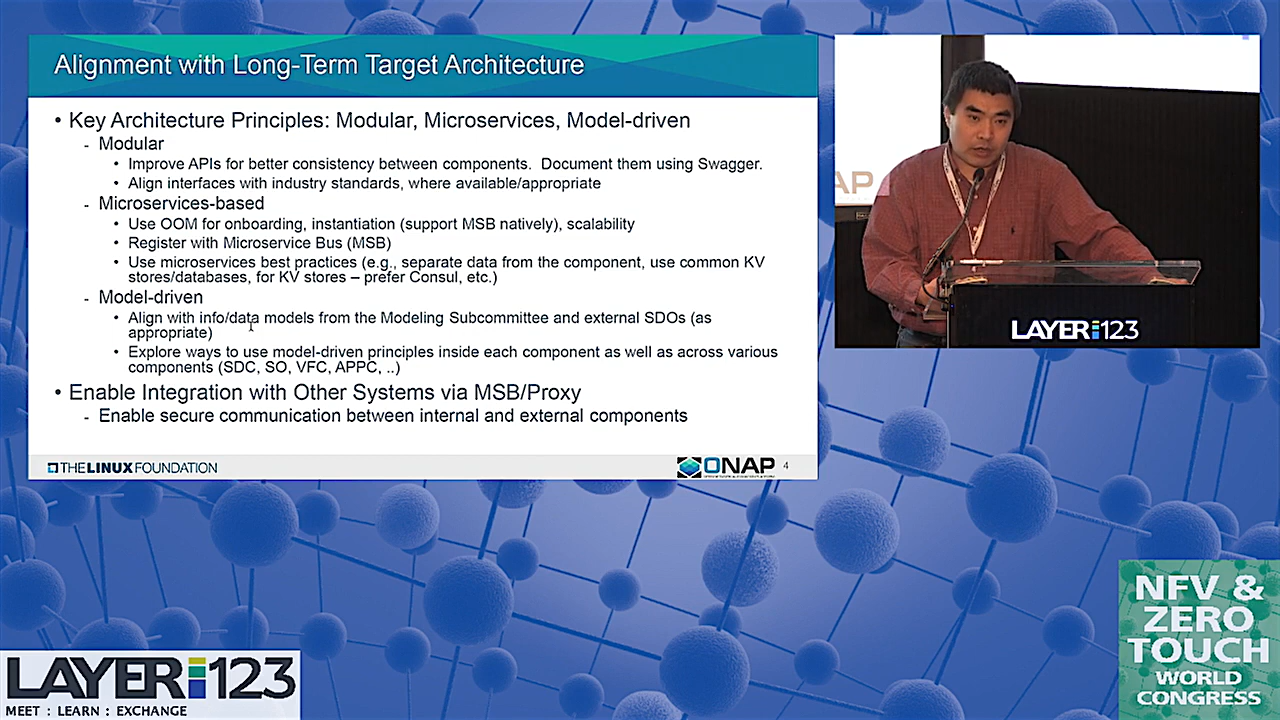 Alignment with Long-Term Target Architecture
• Key Architecture Principles: Modular, Microservices, Model-driven
- Modular
• Improve APIs for better consistency between components. Document them using Swagger.
• Align interfaces with industry standards, where available/appropriate
- Microservices-based
• Use OOM for onboarding, instantiation (support MSB natively), scalability
• Register with Microservice Bus (MSB)
• Use microservices best practices (e.g., separate data from the component, use common KV
stores/databases, for KV stores – prefer Consul, etc.)
- Model-driven
• Align with info/data models from the Modeling Subcommittee and external SDOs (as
appropriate)
• Explore ways to use model-driven principles inside each component as well as across various
components (SDC, SO, VFC, APPC, ..)
• Enable Integration with Other Systems via MSB/Proxy
- Enable secure communication between internal and external components
THE LINUX FOUNDATION
ONAP
4
AP
LAYER123
LAYER123
MEET : LEARN : EXCHANGE
NFV &
ZERO
TOUCH
WORLD
CONGRESS